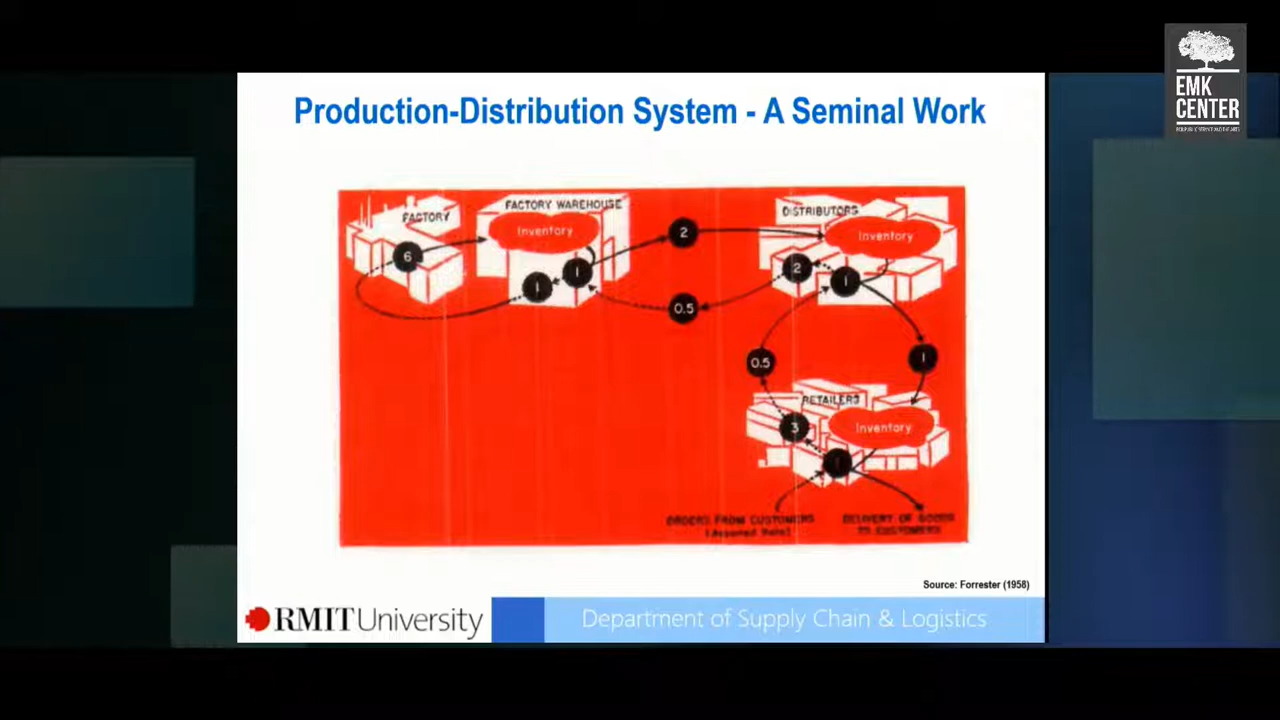 EMK
CENTER
Production-Distribution System - A Seminal Work
FACTORY
FACTORY WAREHOUSE
Inventory
DISTRIBUTORS
Inventory
6
1
1
2
2
1
0.5
0.5
1
RETAILERS
Inventory
3
ORDERS FROM CUSTOMERS
DELIVERY OF GOODS
TO CUSTOMERS
Source: Forrester (1958)
RMIT University
Department of Supply Chain & Logistics